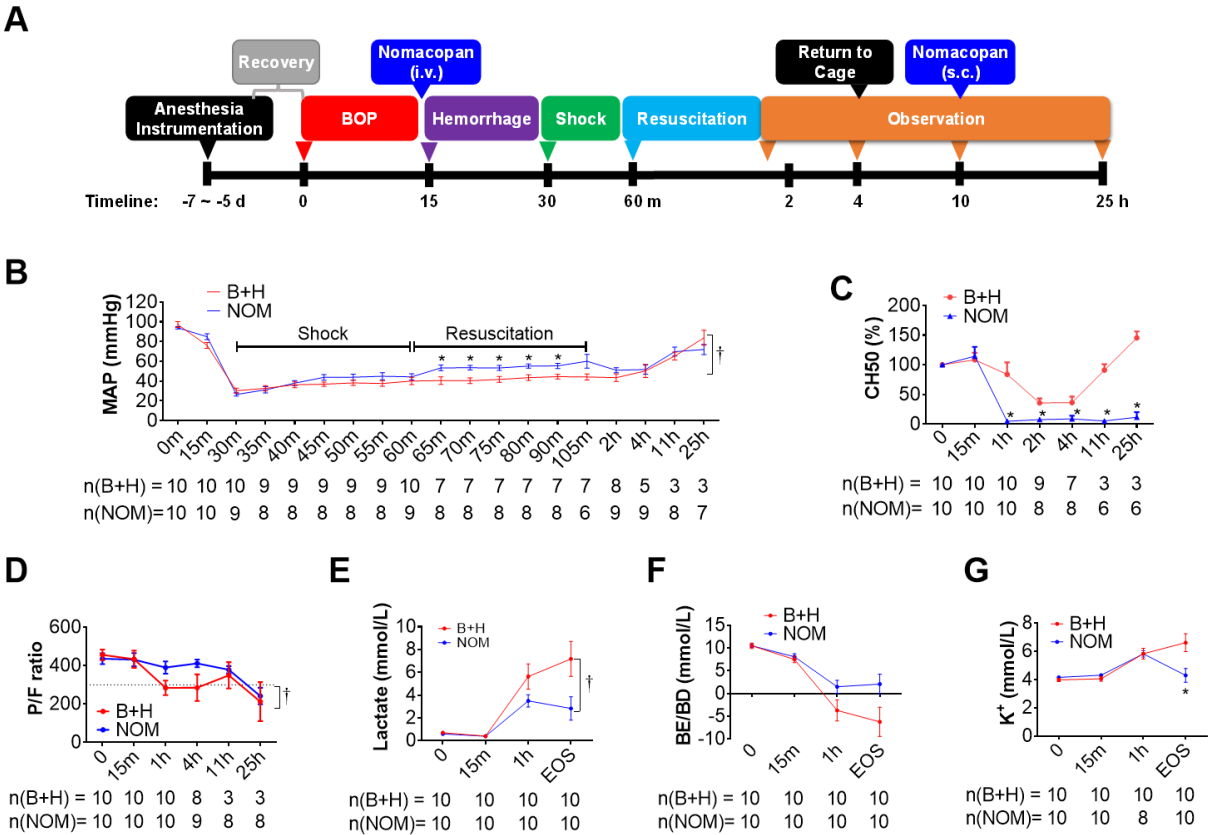 A
Recovery
Nomacopan
(i.v.)
Return to
Cage
Nomacopan
(s.c.)
Anesthesia
Instrumentation
BOP
Hemorrhage
Shock
Resuscitation
Observation
Timeline: -7 ~ -5 d 0 15 30 60 m 2 4 10 25 h
B
MAP (mmHg)
120
100
80
60
40
20
0
B+H
NOM
Shock
Resuscitation
* * * * *
†
0m 15m 30m 35m 40m 45m 50m 55m 60m 65m 70m 75m 80m 90m 105m 2h 4h 11h 25h
n(B+H) = 10 10 10 9 9 9 9 9 10 7 7 7 7 7 7 8 5 3 3
n(NOM)= 10 10 9 8 8 8 8 8 9 8 8 8 8 8 6 9 9 8 7
C
CH50 (%)
200
150
100
50
0
B+H
NOM
* * * * *
0 15m 1h 2h 4h 11h 25h
n(B+H) = 10 10 10 9 7 3 3
n(NOM)= 10 10 10 8 8 6 6
D
P/F ratio
600
400
200
0
B+H
NOM
†
0 15m 1h 4h 11h 25h
n(B+H) = 10 10 10 8 3 3
n(NOM)= 10 10 10 9 8 8
E
Lactate (mmol/L)
10
8
6
4
2
0
B+H
NOM
†
0 15m 1h EOS
n(B+H) = 10 10 10 10
n(NOM)= 10 10 10 10
F
BE/BD (mmol/L)
15
10
5
0
-5
-10
B+H
NOM
0 15m 1h EOS
n(B+H) = 10 10 10 10
n(NOM)= 10 10 10 10
G
K+ (mmol/L)
8
6
4
2
0
B+H
NOM
*
0 15m 1h EOS
n(B+H) = 10 10 10 10
n(NOM)= 10 10 8 10